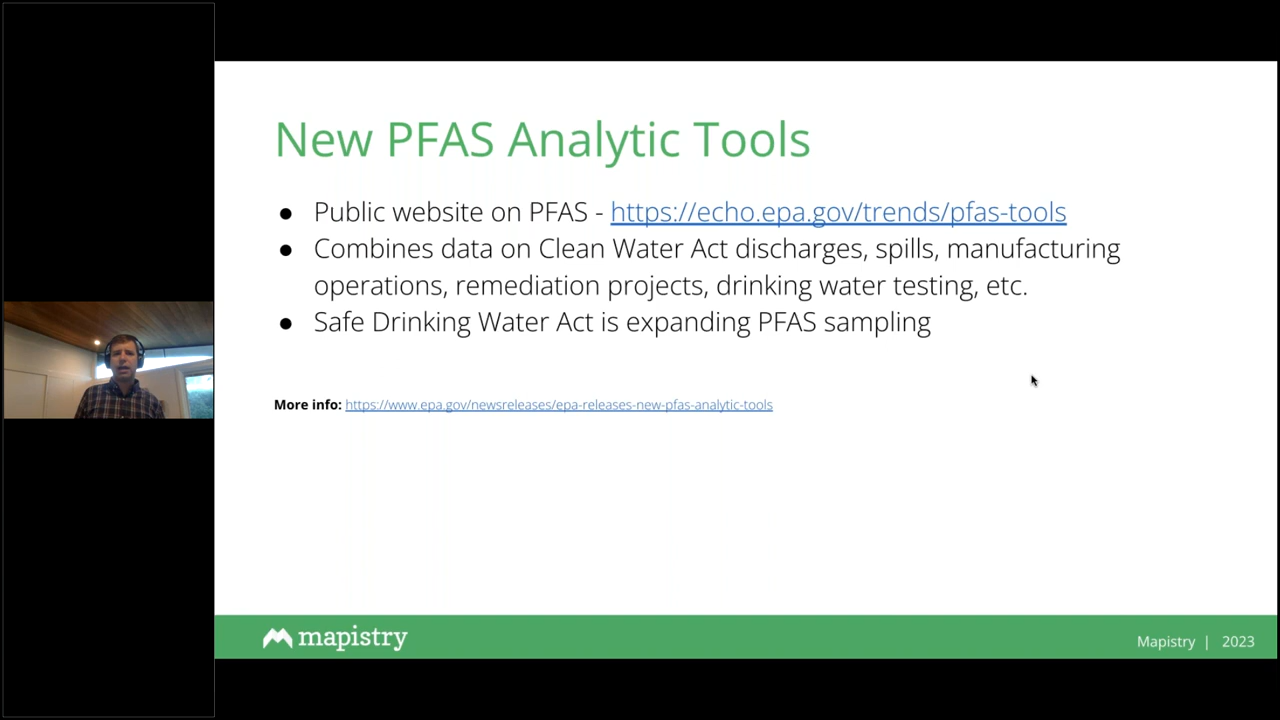 New PFAS Analytic Tools
● Public website on PFAS - https://echo.epa.gov/trends/pfas-tools
● Combines data on Clean Water Act discharges, spills, manufacturing
operations, remediation projects, drinking water testing, etc.
● Safe Drinking Water Act is expanding PFAS sampling
More info: https://www.epa.gov/newsreleases/epa-releases-new-pfas-analytic-tools
mapistry
Mapistry | 2023